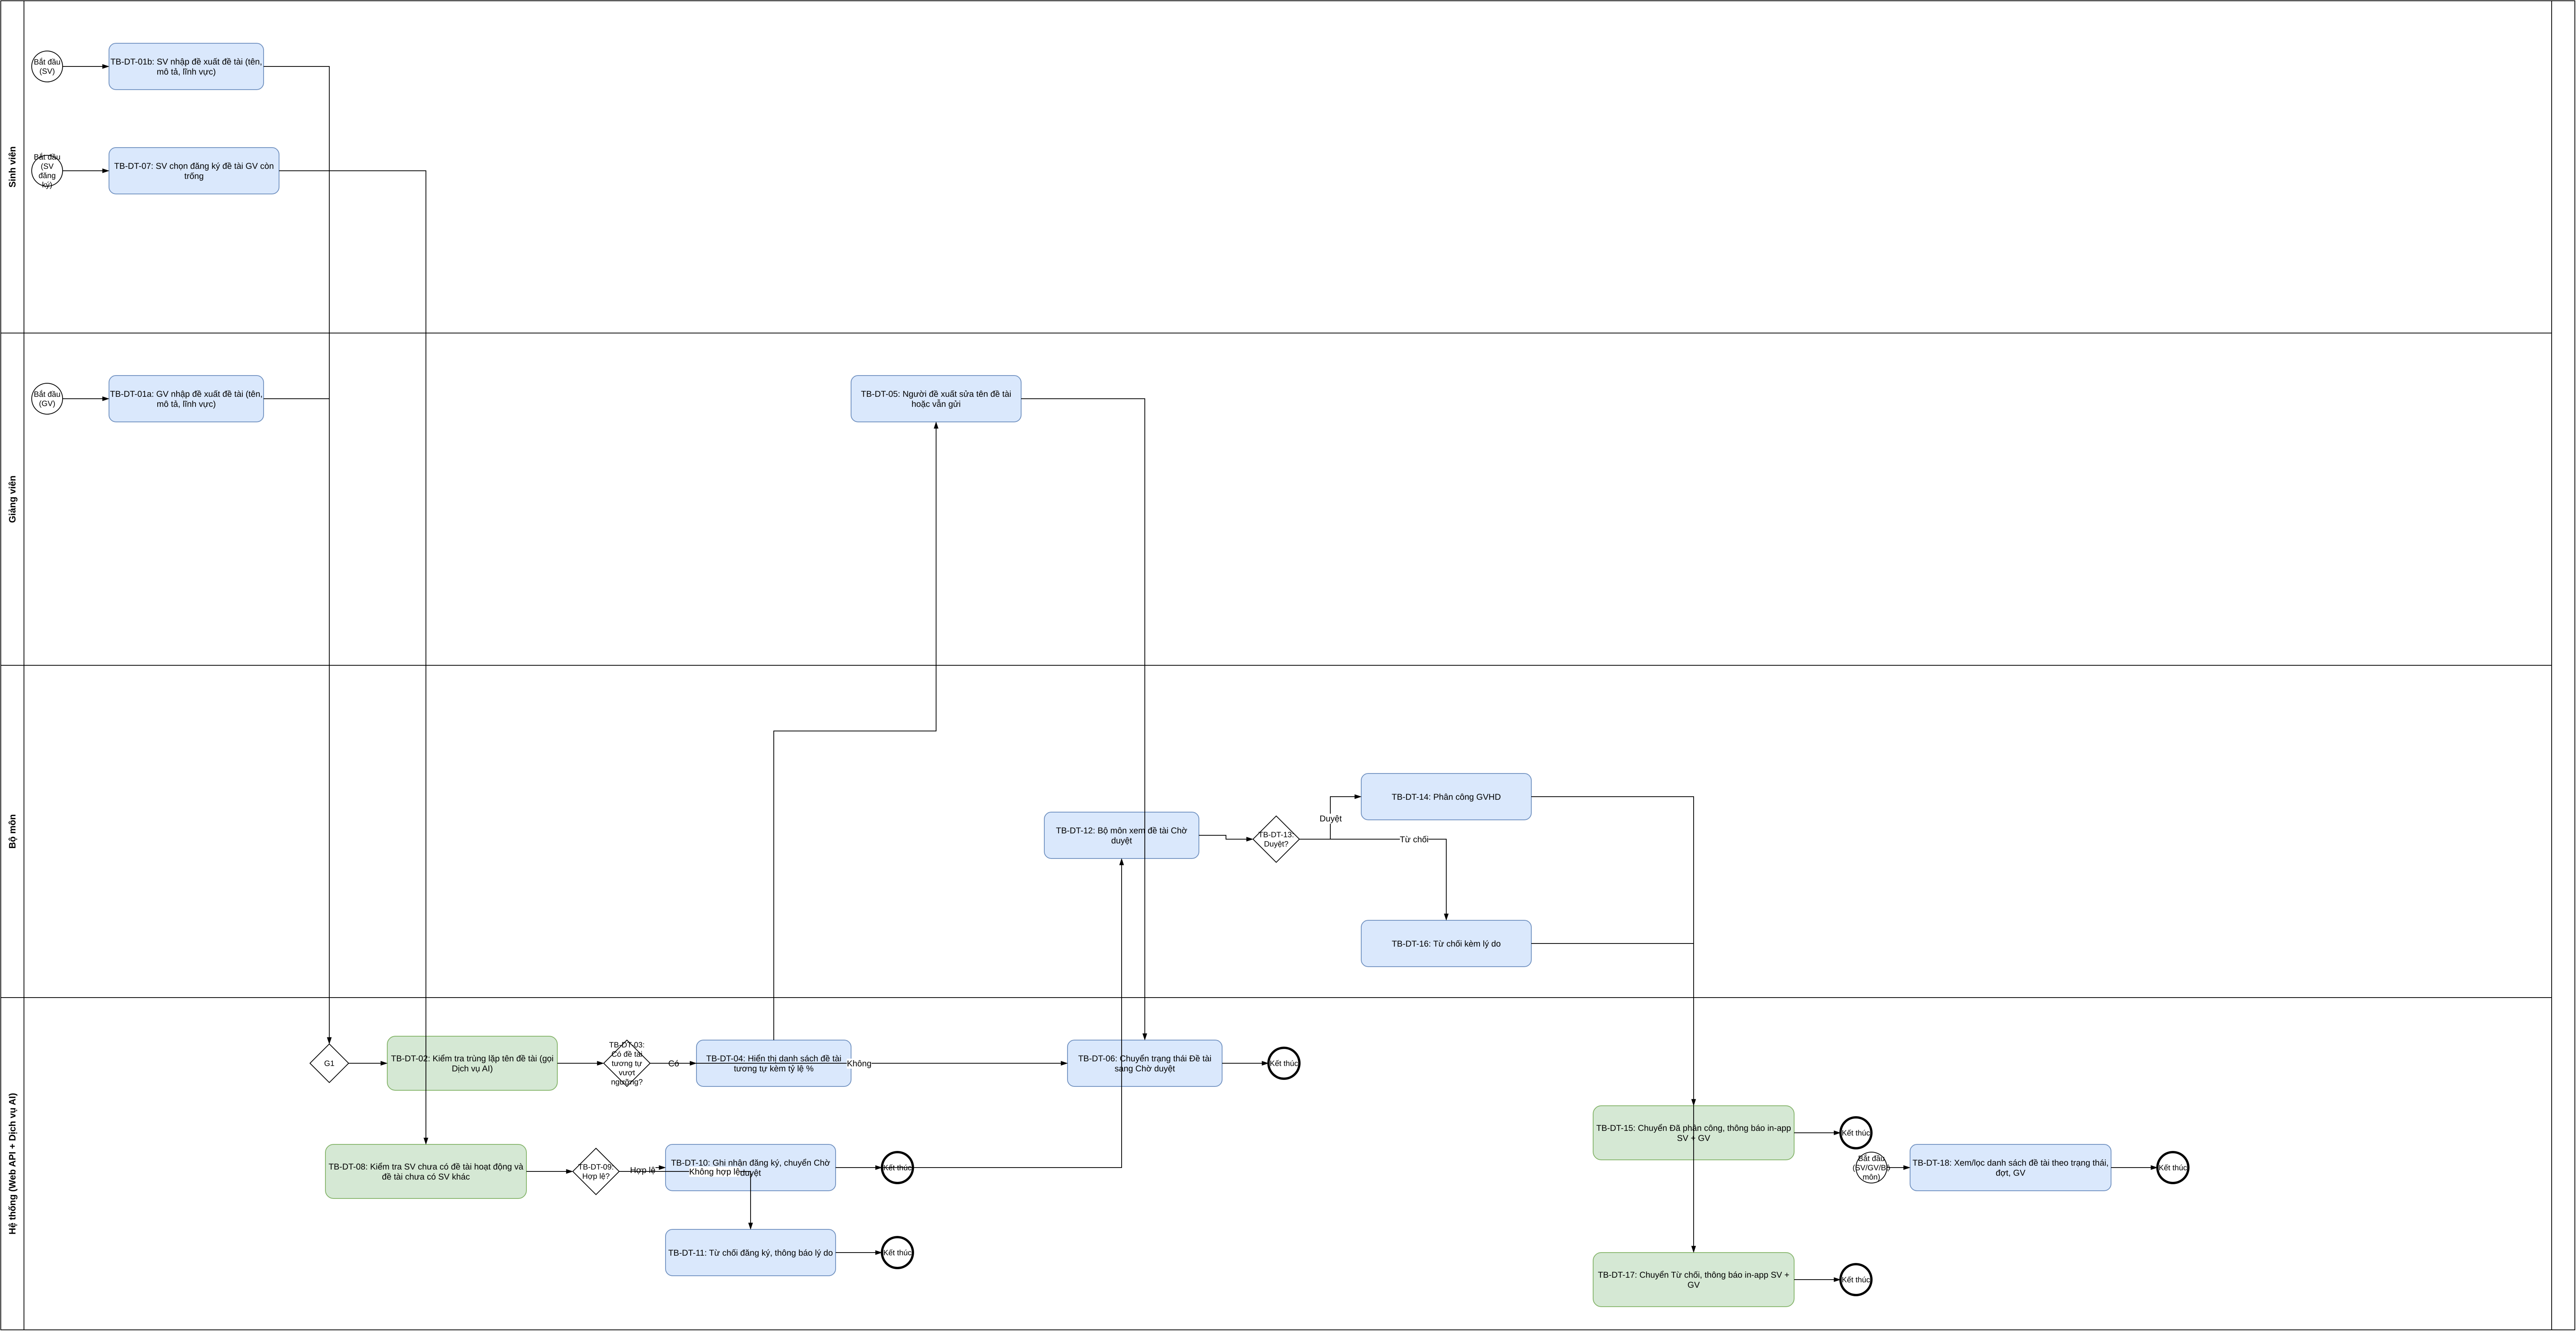 Sinh viên
Bắt đầu
(SV)
TB-DT-01b: SV nhập đề xuất đề tài (tên,
mô tả, lĩnh vực)
Bắt đầu
(SV
đăng
ký)
TB-DT-07: SV chọn đăng ký đề tài GV còn
trống
Giảng viên
Bắt đầu
(GV)
TB-DT-01a: GV nhập đề xuất đề tài (tên,
mô tả, lĩnh vực)
TB-DT-05: Người đề xuất sửa tên đề tài
hoặc vẫn gửi
Bộ môn
TB-DT-12: Bộ môn xem đề tài Chờ
duyệt
TB-DT-13:
Duyệt?
Duyệt
Từ chối
TB-DT-14: Phân công GVHD
TB-DT-16: Từ chối kèm lý do
Hệ thống (Web API + Dịch vụ AI)
G1
TB-DT-02: Kiểm tra trùng lặp tên đề tài (gọi
Dịch vụ AI)
TB-DT-03:
Có đề tài
tương tự
vượt
ngưỡng?
Có
TB-DT-04: Hiển thị danh sách đề tài
tương tự kèm tỷ lệ %
Không
TB-DT-06: Chuyển trạng thái Đề tài
sang Chờ duyệt
Kết thúc
TB-DT-08: Kiểm tra SV chưa có đề tài hoạt động và
đề tài chưa có SV khác
TB-DT-09:
Hợp lệ?
Hợp lệ
Không hợp lệ
TB-DT-10: Ghi nhận đăng ký, chuyển Chờ
duyệt
Kết thúc
TB-DT-11: Từ chối đăng ký, thông báo lý do
Kết thúc
TB-DT-15: Chuyển Đã phân công, thông báo in-app
SV + GV
Kết thúc
Bắt đầu
(SV/GV/Bộ
môn)
TB-DT-18: Xem/lọc danh sách đề tài theo trạng thái,
đợt, GV
Kết thúc
TB-DT-17: Chuyển Từ chối, thông báo in-app SV +
GV
Kết thúc